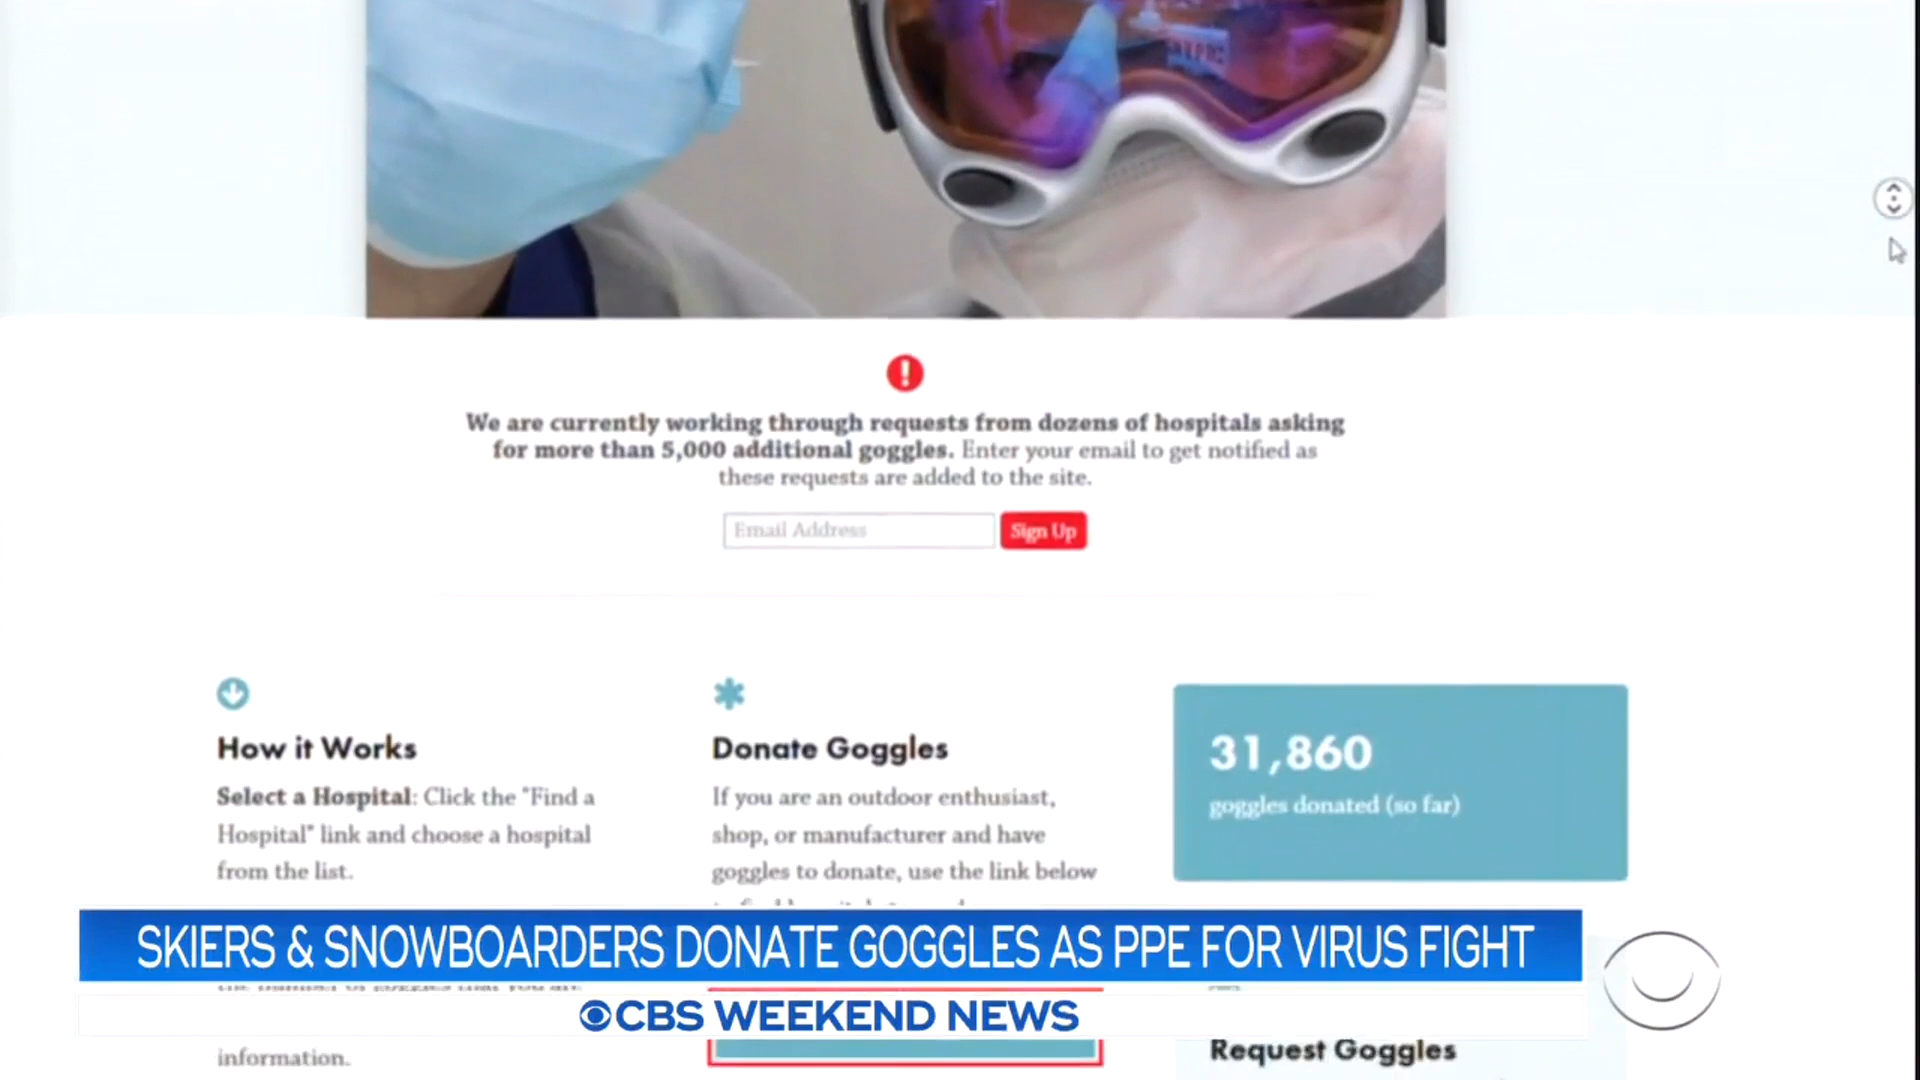 We are currently working through requests from dozens of hospitals asking
for more than 5,000 additional goggles. Enter your email to get notified as
these requests are added to the site.
Email Address
Sign Up
How it Works
Select a Hospital: Click the "Find a
Hospital" link and choose a hospital
from the list.
Donate Goggles
If you are an outdoor enthusiast,
shop, or manufacturer and have
goggles to donate, use the link below
31,860
goggles donated (so far)
SKIERS & SNOWBOARDERS DONATE GOGGLES AS PPE FOR VIRUS FIGHT
CBS WEEKEND NEWS
information.
Request Goggles